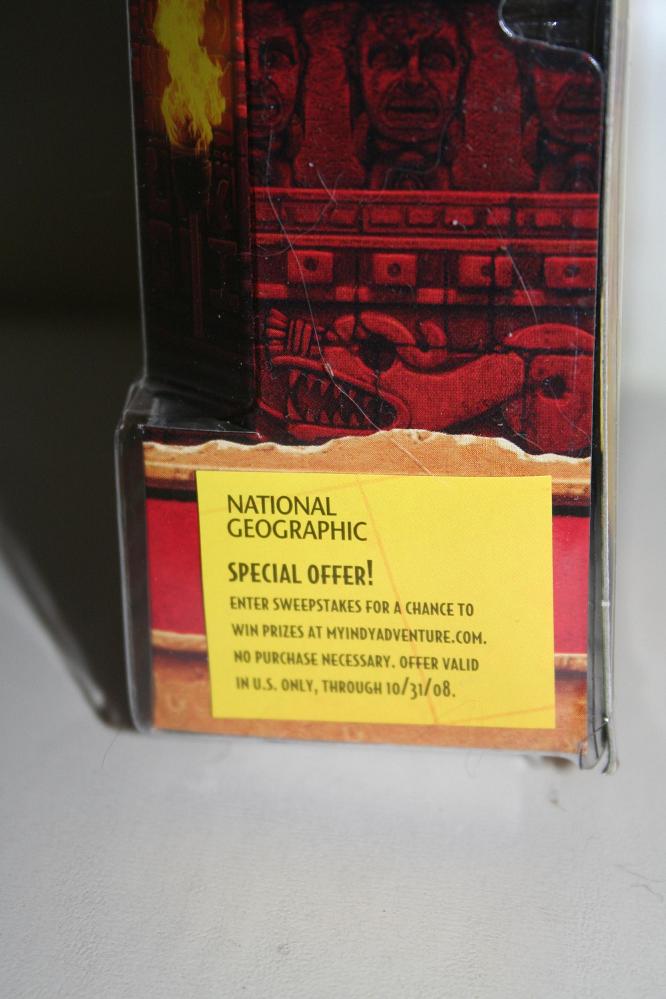 NATIONAL
GEOGRAPHIC
SPECIAL OFFER!
ENTER SWEEPSTAKES FOR A CHANCE TO
WIN PRIZES AT MYINDYADVENTURE.COM.
NO PURCHASE NECESSARY. OFFER VALID
IN U.S. ONLY, THROUGH 10/31/08.